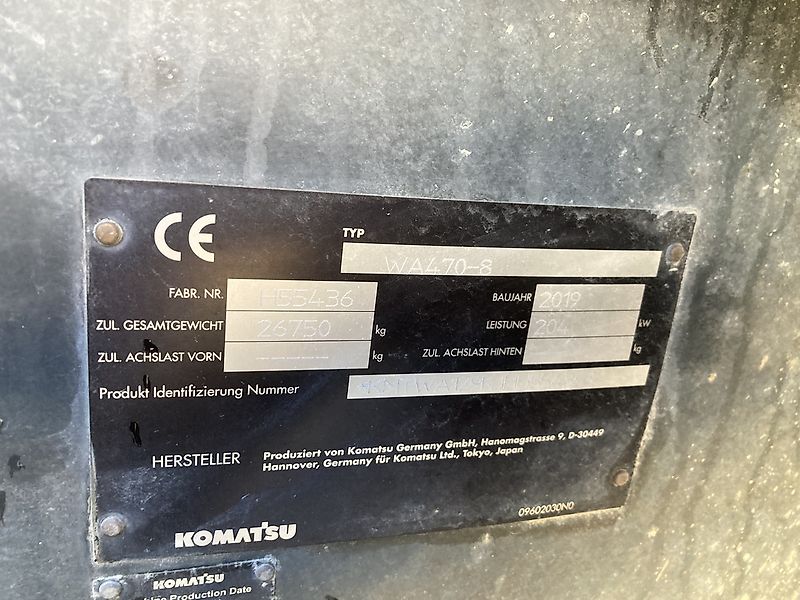 CE
TYP
WA470-8
FABR. NR. H55436
BAUJAHR 2019
ZUL. GESAMTGEWICHT 26750 kg
LEISTUNG 204 kW
ZUL. ACHSLAST VORN kg
ZUL. ACHSLAST HINTEN kg
Produkt Identifizierung Nummer
HERSTELLER
Produziert von Komatsu Germany GmbH, Hanomagstrasse 9, D-30449
Hannover, Germany für Komatsu Ltd., Tokyo, Japan
09602030N0
KOMATSU
KOMATSU
Production Date